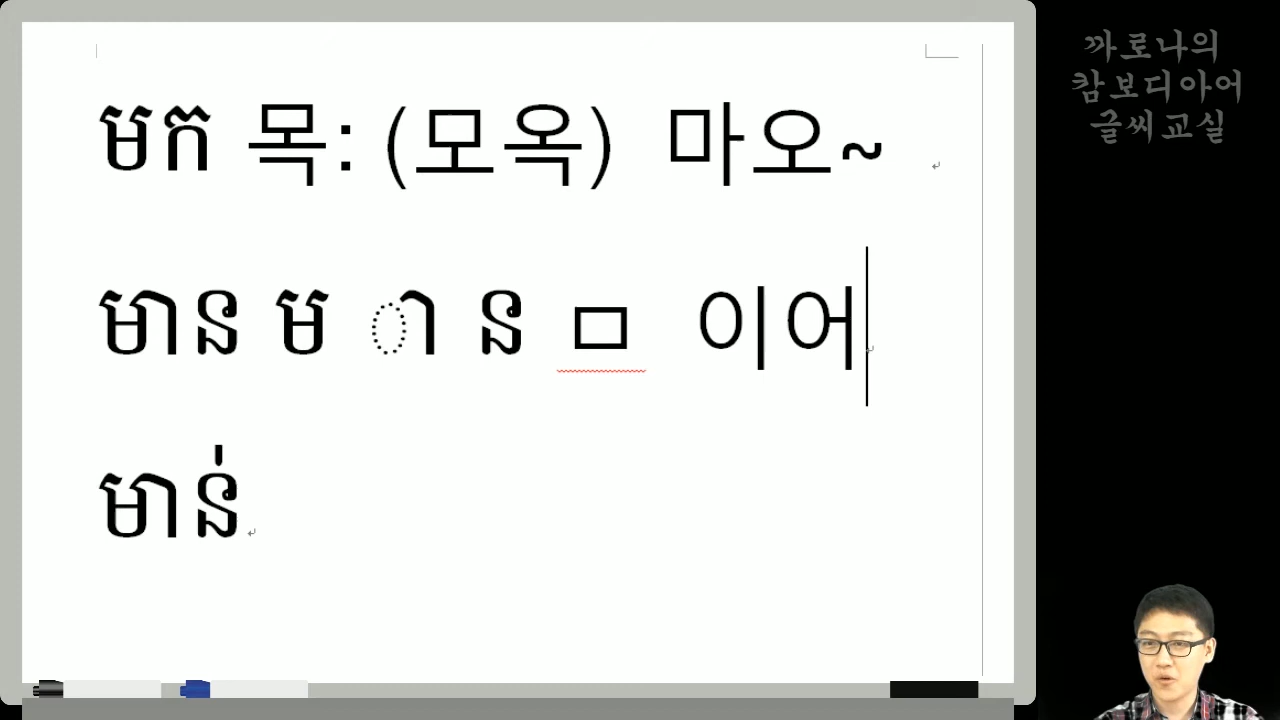 មក 목: (모옥) 마오~
មាន ម ា ន ㅁ 이어
មាន់
까로나의
캄보디아어
글씨교실